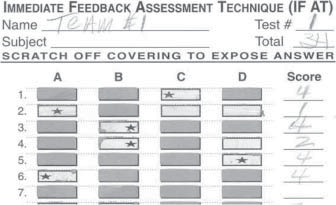 IMMEDIATE FEEDBACK ASSESSMENT TECHNIQUE (IF AT)
Name TEAM #1 Test # 1
Subject Total 34
SCRATCH OFF COVERING TO EXPOSE ANSWER
A B C D Score
1. 4
2. 1
3. 4
4. 2
5. 4
6. 4
7.